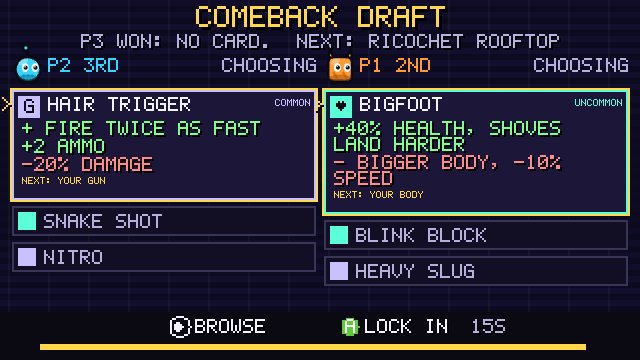 COMEBACK DRAFT
P3 WON: NO CARD. NEXT: RICOCHET ROOFTOP
P2 3RD CHOOSING
P1 2ND CHOOSING
G HAIR TRIGGER COMMON
+ FIRE TWICE AS FAST
+2 AMMO
-20% DAMAGE
NEXT: YOUR GUN
SNAKE SHOT
NITRO
BIGFOOT UNCOMMON
+40% HEALTH, SHOVES
LAND HARDER
- BIGGER BODY, -10%
SPEED
NEXT: YOUR BODY
BLINK BLOCK
HEAVY SLUG
BROWSE A LOCK IN 15S